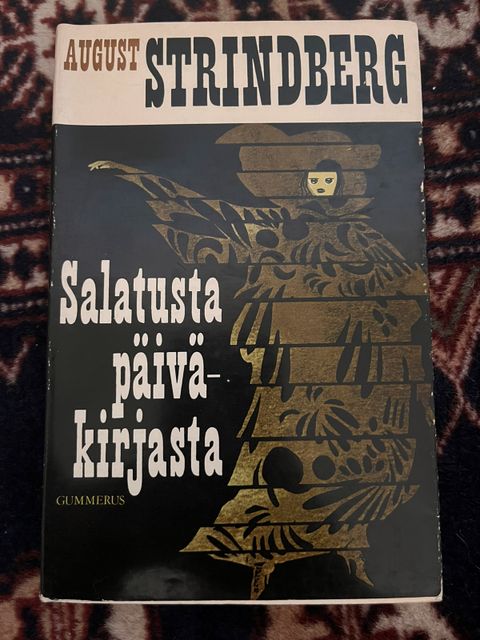 AUGUST STRINDBERG
Salatusta
päivä-
kirjasta
GUMMERUS